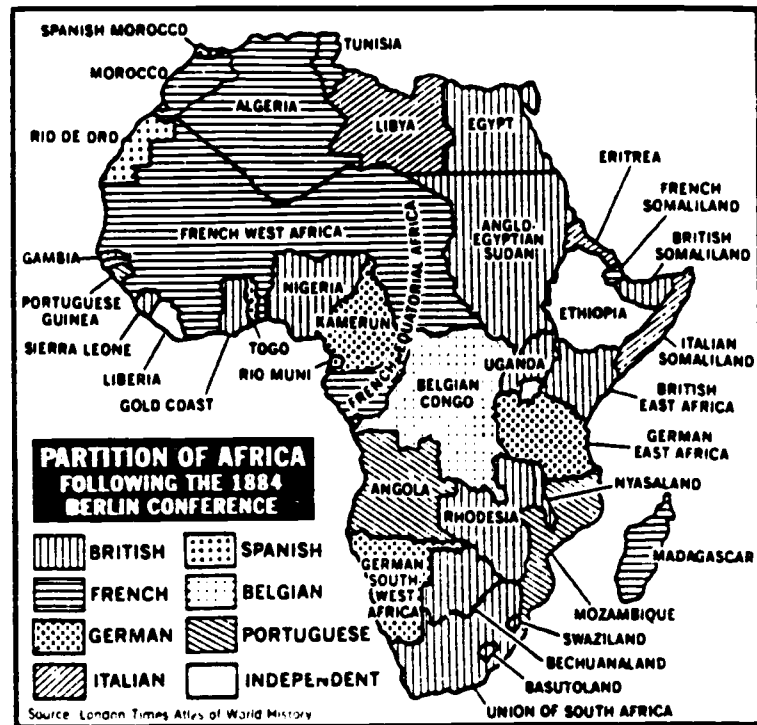 SPANISH MOROCCO
TUNISIA
MOROCCO
ALGERIA
LIBYA
EGYPT
RIO DE ORO
ERITREA
FRENCH
SOMALILAND
FRENCH WEST AFRICA
ANGLO-
EGYPTIAN
SUDAN
BRITISH
SOMALILAND
GAMBIA
NIGERIA
FRENCH EQUATORIAL AFRICA
PORTUGUESE
GUINEA
KAMERUN
ETHIOPIA
SIERRA LEONE
TOGO
UGANDA
ITALIAN
SOMALILAND
LIBERIA
RIO MUNI
BELGIAN
CONGO
GOLD COAST
BRITISH
EAST AFRICA
GERMAN
EAST AFRICA
PARTITION OF AFRICA
FOLLOWING THE 1884
BERLIN CONFERENCE
ANGOLA
NYASALAND
RHODESIA
MADAGASCAR
BRITISH
SPANISH
GERMAN
SOUTH
WEST
AFRICA
FRENCH
BELGIAN
MOZAMBIQUE
GERMAN
PORTUGUESE
SWAZILAND
BECHUANALAND
ITALIAN
INDEPENDENT
BASUTOLAND
UNION OF SOUTH AFRICA
Source: London Times Atlas of World History